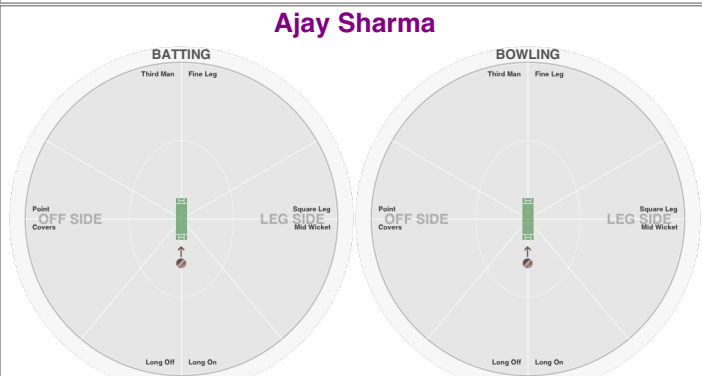 Ajay Sharma
BATTING
Third Man Fine Leg
Point
OFF SIDE
Covers
Square Leg
LEG SIDE
Mid Wicket
Long Off Long On
BOWLING
Third Man Fine Leg
Point
OFF SIDE
Covers
Square Leg
LEG SIDE
Mid Wicket
Long Off Long On